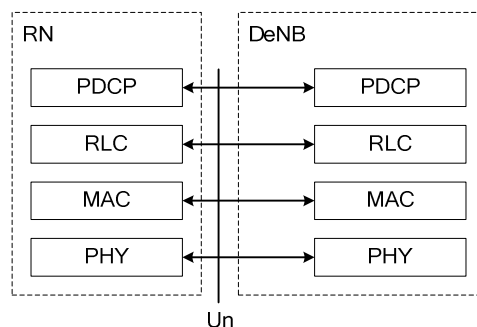 RN DeNB
PDCP PDCP
RLC RLC
MAC MAC
PHY PHY
Un